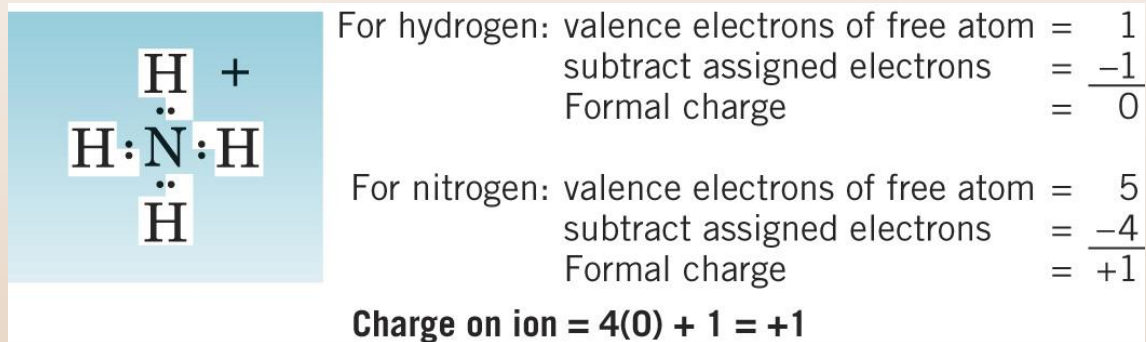 H +
··
H:N:H
··
H
For hydrogen: valence electrons of free atom = 1
subtract assigned electrons = –1
Formal charge = 0
For nitrogen: valence electrons of free atom = 5
subtract assigned electrons = –4
Formal charge = +1
Charge on ion = 4(0) + 1 = +1